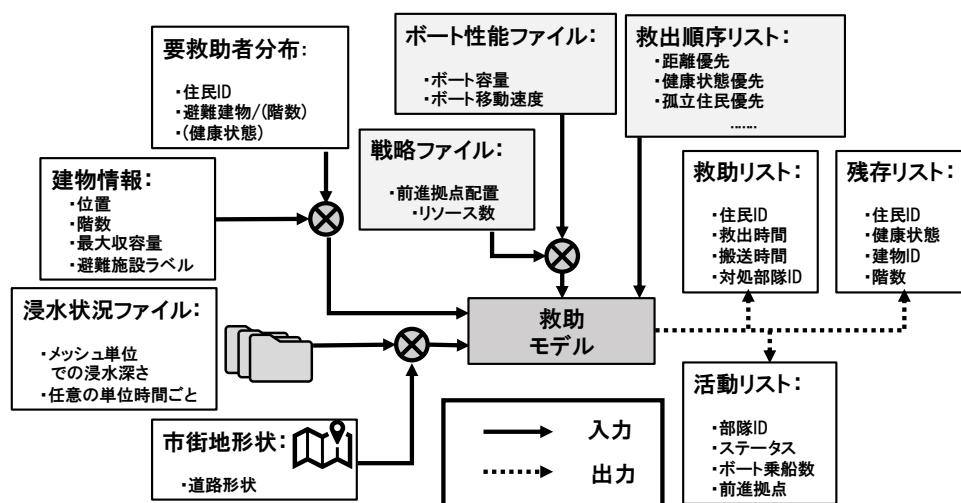 要救助者分布:
・住民ID
・避難建物/(階数)
・(健康状態)
ボート性能ファイル:
・ボート容量
・ボート移動速度
救出順序リスト:
・距離優先
・健康状態優先
・孤立住民優先
……
建物情報:
・位置
・階数
・最大収容量
・避難施設ラベル
戦略ファイル:
・前進拠点配置
・リソース数
救助リスト:
・住民ID
・救出時間
・搬送時間
・対処部隊ID
残存リスト:
・住民ID
・健康状態
・建物ID
・階数
浸水状況ファイル:
・メッシュ単位
での浸水深さ
・任意の単位時間ごと
救助
モデル
市街地形状:
・道路形状
入力
出力
活動リスト:
・部隊ID
・ステータス
・ボート乗船数
・前進拠点